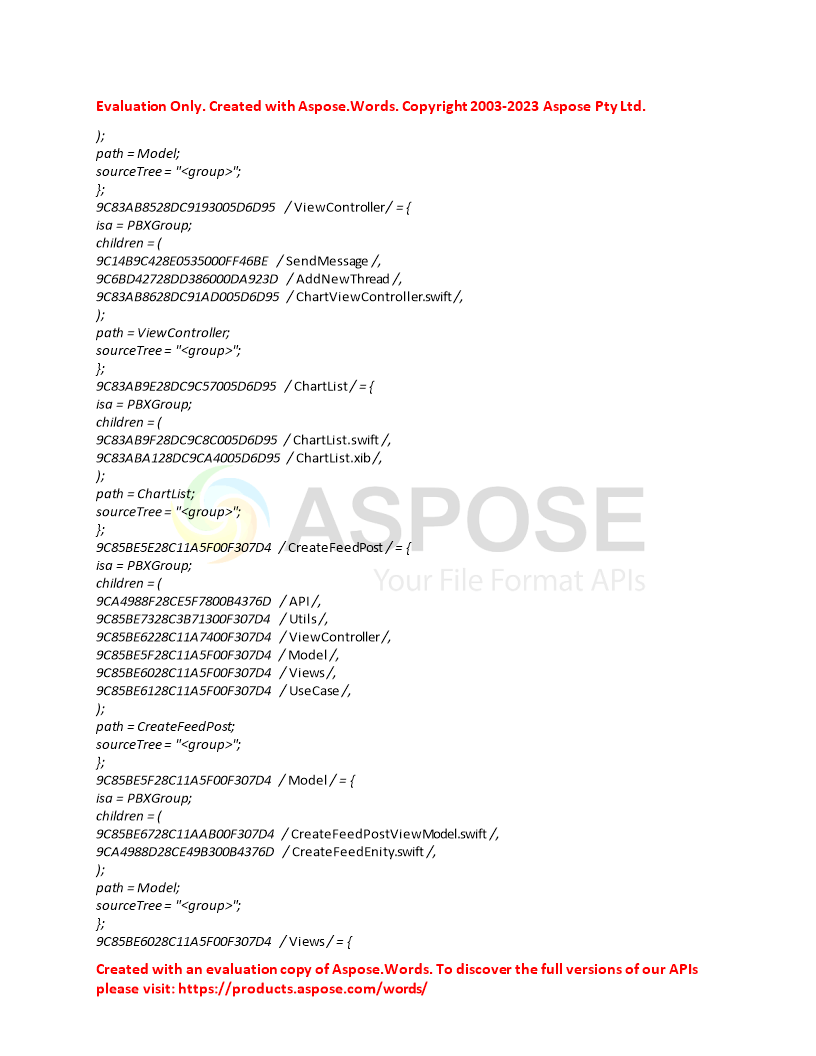 Evaluation Only. Created with Aspose.Words. Copyright 2003-2023 Aspose Pty Ltd.
);
path = Model;
sourceTree = "<group>";
};
9C83AB8528DC9193005D6D95 / ViewController/ = {
isa = PBXGroup;
children = (
9C14B9C428E0535000FF46BE / SendMessage /,
9C6BD42728DD386000DA923D / AddNewThread /,
9C83AB8628DC91AD005D6D95 / ChartViewController.swift /,
);
path = ViewController;
sourceTree = "<group>";
};
9C83AB9E28DC9C57005D6D95 / ChartList / = {
isa = PBXGroup;
children = (
9C83AB9F28DC9C8C005D6D95 / ChartList.swift /,
9C83ABA128DC9CA4005D6D95 / ChartList.xib /,
);
path = ChartList;
sourceTree = "<group>";
};
ASPOSE
9C85BE5E28C11A5F00F307D4 / CreateFeedPost / = {
isa = PBXGroup;
Your File Format APIs
children = (
9CA4988F28CE5F7800B4376D / API /,
9C85BE7328C3B71300F307D4 / Utils /,
9C85BE6228C11A7400F307D4 / ViewController /,
9C85BE5F28C11A5F00F307D4 / Model /,
9C85BE6028C11A5F00F307D4 / Views /,
9C85BE6128C11A5F00F307D4 / UseCase /,
);
path = CreateFeedPost;
sourceTree = "<group>";
};
9C85BE5F28C11A5F00F307D4 / Model / = {
isa = PBXGroup;
children = (
9C85BE6728C11AAB00F307D4 / CreateFeedPostViewModel.swift /,
9CA4988D28CE49B300B4376D / CreateFeedEnity.swift /,
);
path = Model;
sourceTree = "<group>";
};
9C85BE6028C11A5F00F307D4 / Views / = {
Created with an evaluation copy of Aspose.Words. To discover the full versions of our APIs
please visit: https://products.aspose.com/words/